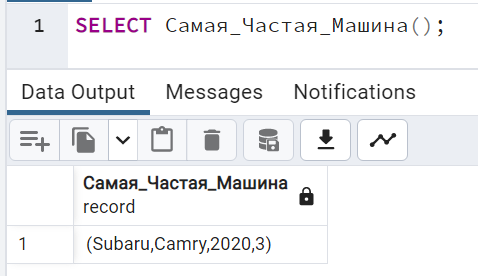 1 SELECT Самая_Частая_Машина();
Data Output Messages Notifications
Самая_Частая_Машина
record
1 (Subaru,Camry,2020,3)